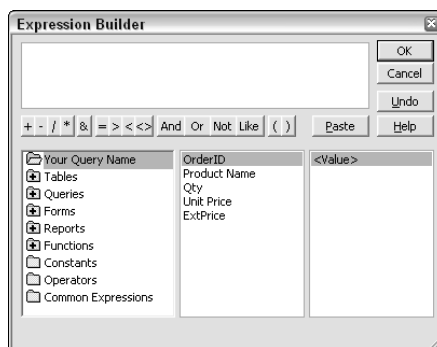 Expression Builder
OK
Cancel
Undo
+ - / * & = > < <> And Or Not Like ( ) Paste Help
Your Query Name OrderID <Value>
Tables Product Name
Queries Qty
Forms Unit Price
Reports ExtPrice
Functions
Constants
Operators
Common Expressions